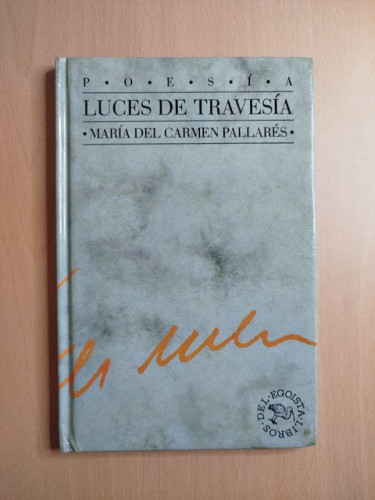 P·O·E·S·Í·A
LUCES DE TRAVESÍA
·MARÍA DEL CARMEN PALLARÉS·
LIBROS·DEL·EGOISTA·